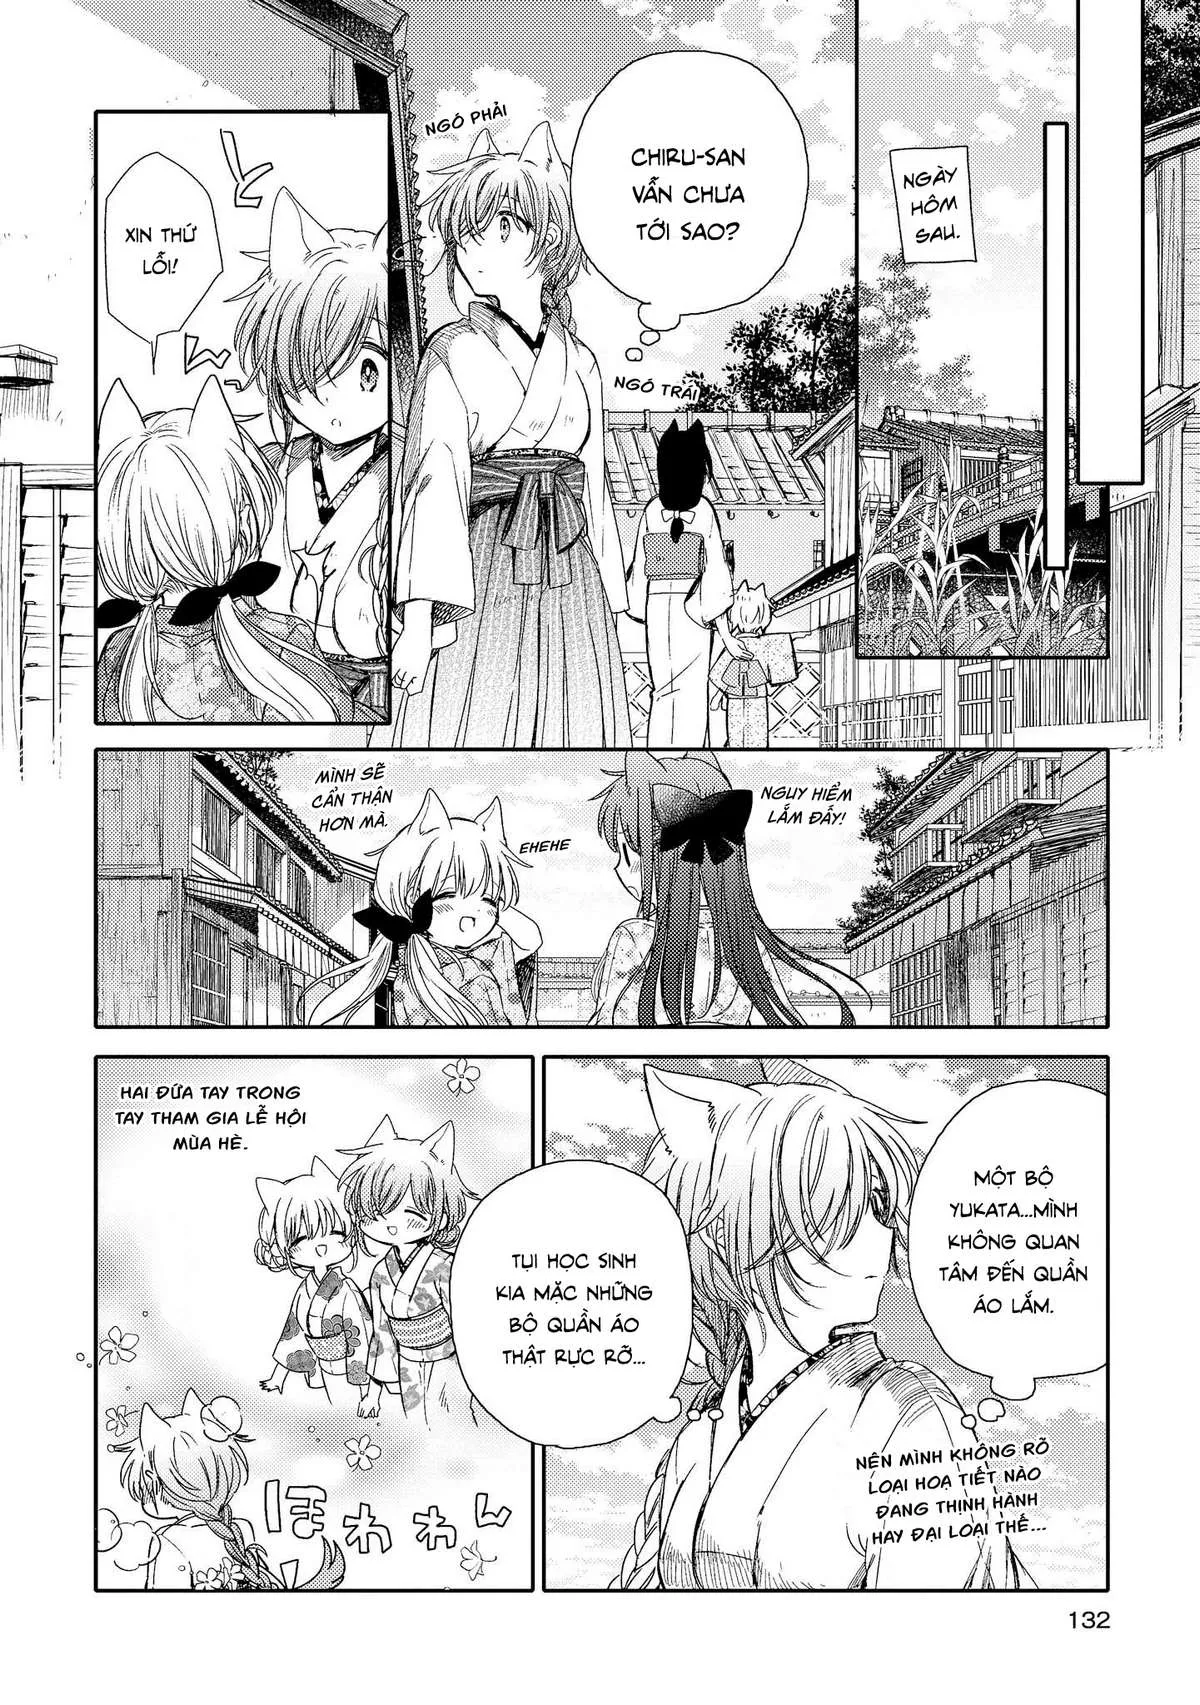 NGÀY
HÔM
SAU.
CHIRU-SAN
VẪN CHƯA
TỚI SAO?
NGÓ PHẢI
NGÓ TRÁI
XIN THỨ
LỖI!
NGUY HIỂM
LẮM ĐẤY!
EHEHE
MÌNH SẼ
CẨN THẬN
HƠN MÀ.
MỘT BỘ
YUKATA...MÌNH
KHÔNG QUAN
TÂM ĐẾN QUẦN
ÁO LẮM.
NÊN MÌNH KHÔNG RÕ
LOẠI HOẠ TIẾT NÀO
ĐANG THỊNH HÀNH
HAY ĐẠI LOẠI THẾ...
TỤI HỌC SINH
KIA MẶC NHỮNG
BỘ QUẦN ÁO
THẬT RỰC RỠ...
HAI ĐỨA TAY TRONG
TAY THAM GIA LỄ HỘI
MÙA HÈ.
ほわわん
132